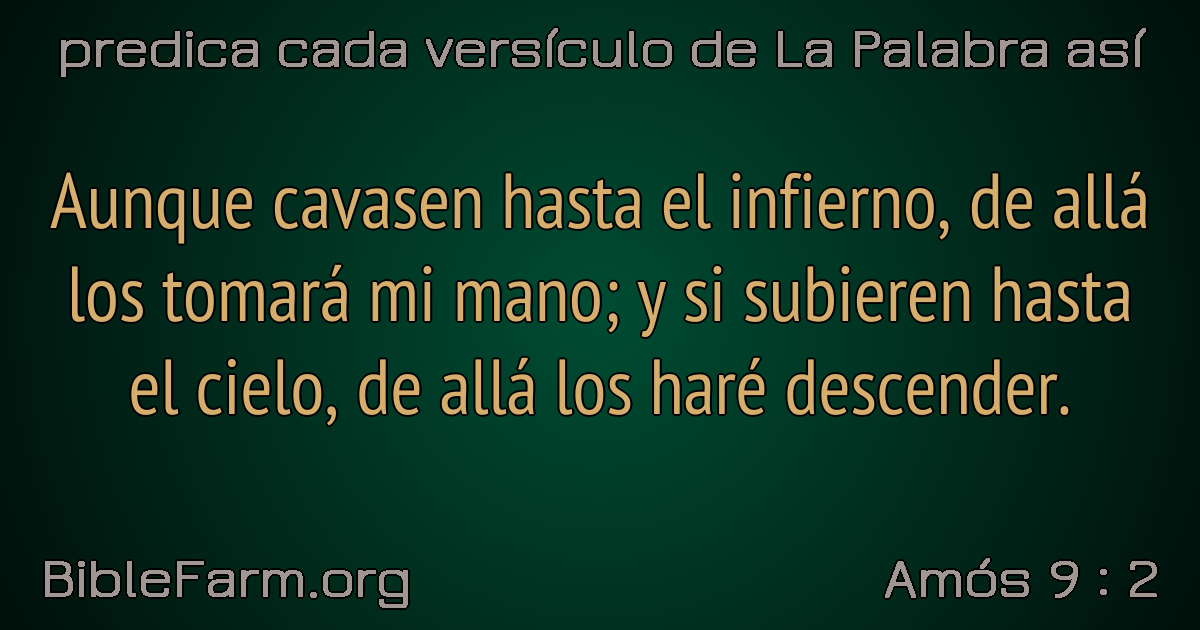 predica cada versículo de La Palabra así
Aunque cavasen hasta el infierno, de allá
los tomará mi mano; y si subieren hasta
el cielo, de allá los haré descender.
BibleFarm.org
Amós 9 : 2